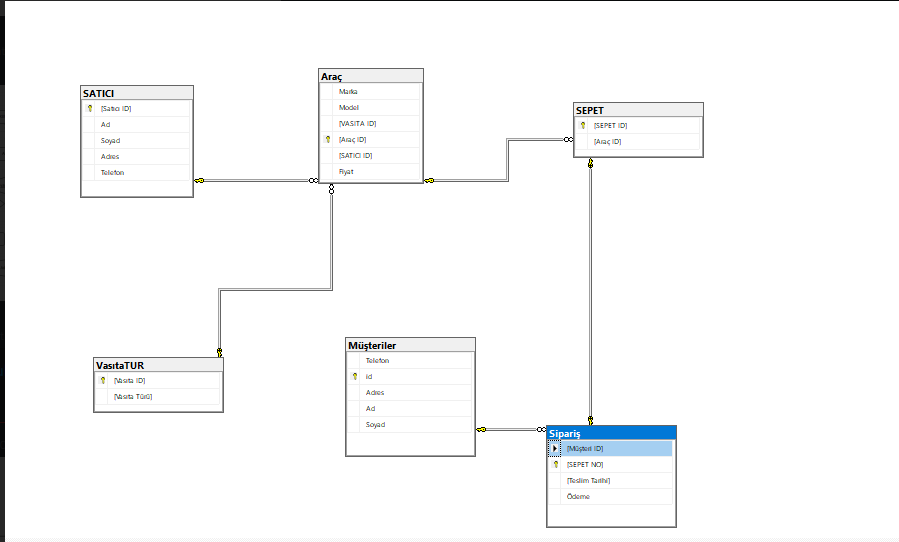 SATICI
[Satıcı ID]
Ad
Soyad
Adres
Telefon
Araç
Marka
Model
[VASITA ID]
[Araç ID]
[SATICI ID]
Fiyat
SEPET
[SEPET ID]
[Araç ID]
VasıtaTUR
[Vasıta ID]
[Vasıta Türü]
Müşteriler
Telefon
id
Adres
Ad
Soyad
Sipariş
[Müşteri ID]
[SEPET NO]
[Teslim Tarihi]
Ödeme